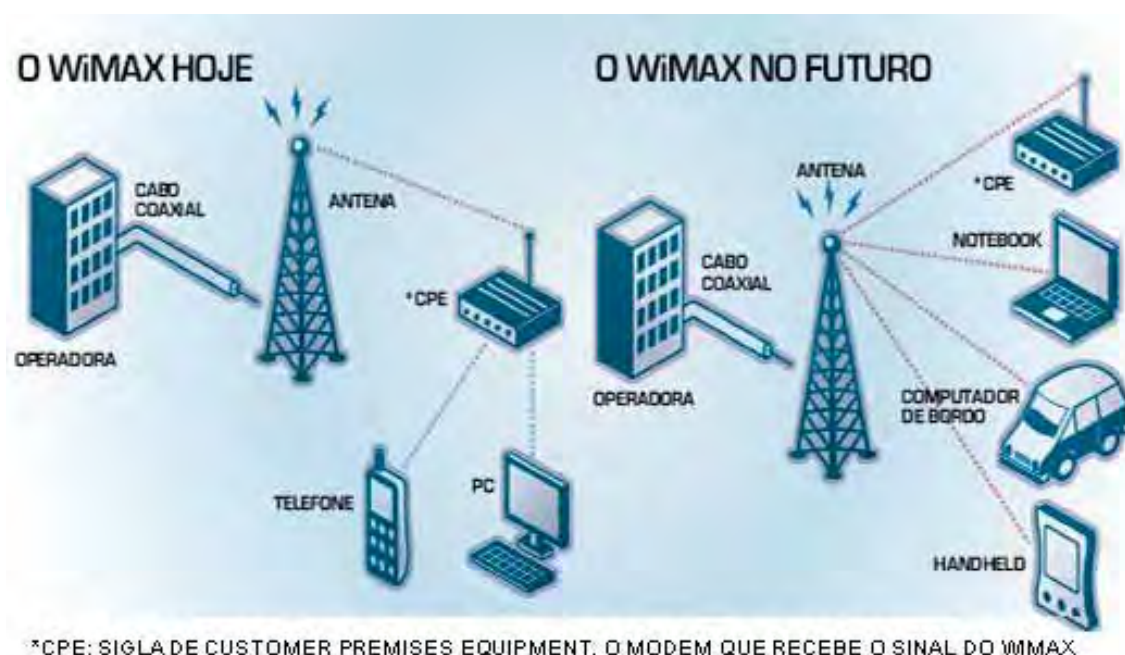 O WiMAX HOJE
CABO
COAXIAL
ANTENA
*CPE
OPERADORA
TELEFONE
PC
O WiMAX NO FUTURO
ANTENA
*CPE
NOTEBOOK
CABO
COAXIAL
OPERADORA
COMPUTADOR
DE BORDO
HANDHELD
*CPE: SIGLA DE CUSTOMER PREMISES EQUIPMENT, O MODEM QUE RECEBE O SINAL DO WIMAX